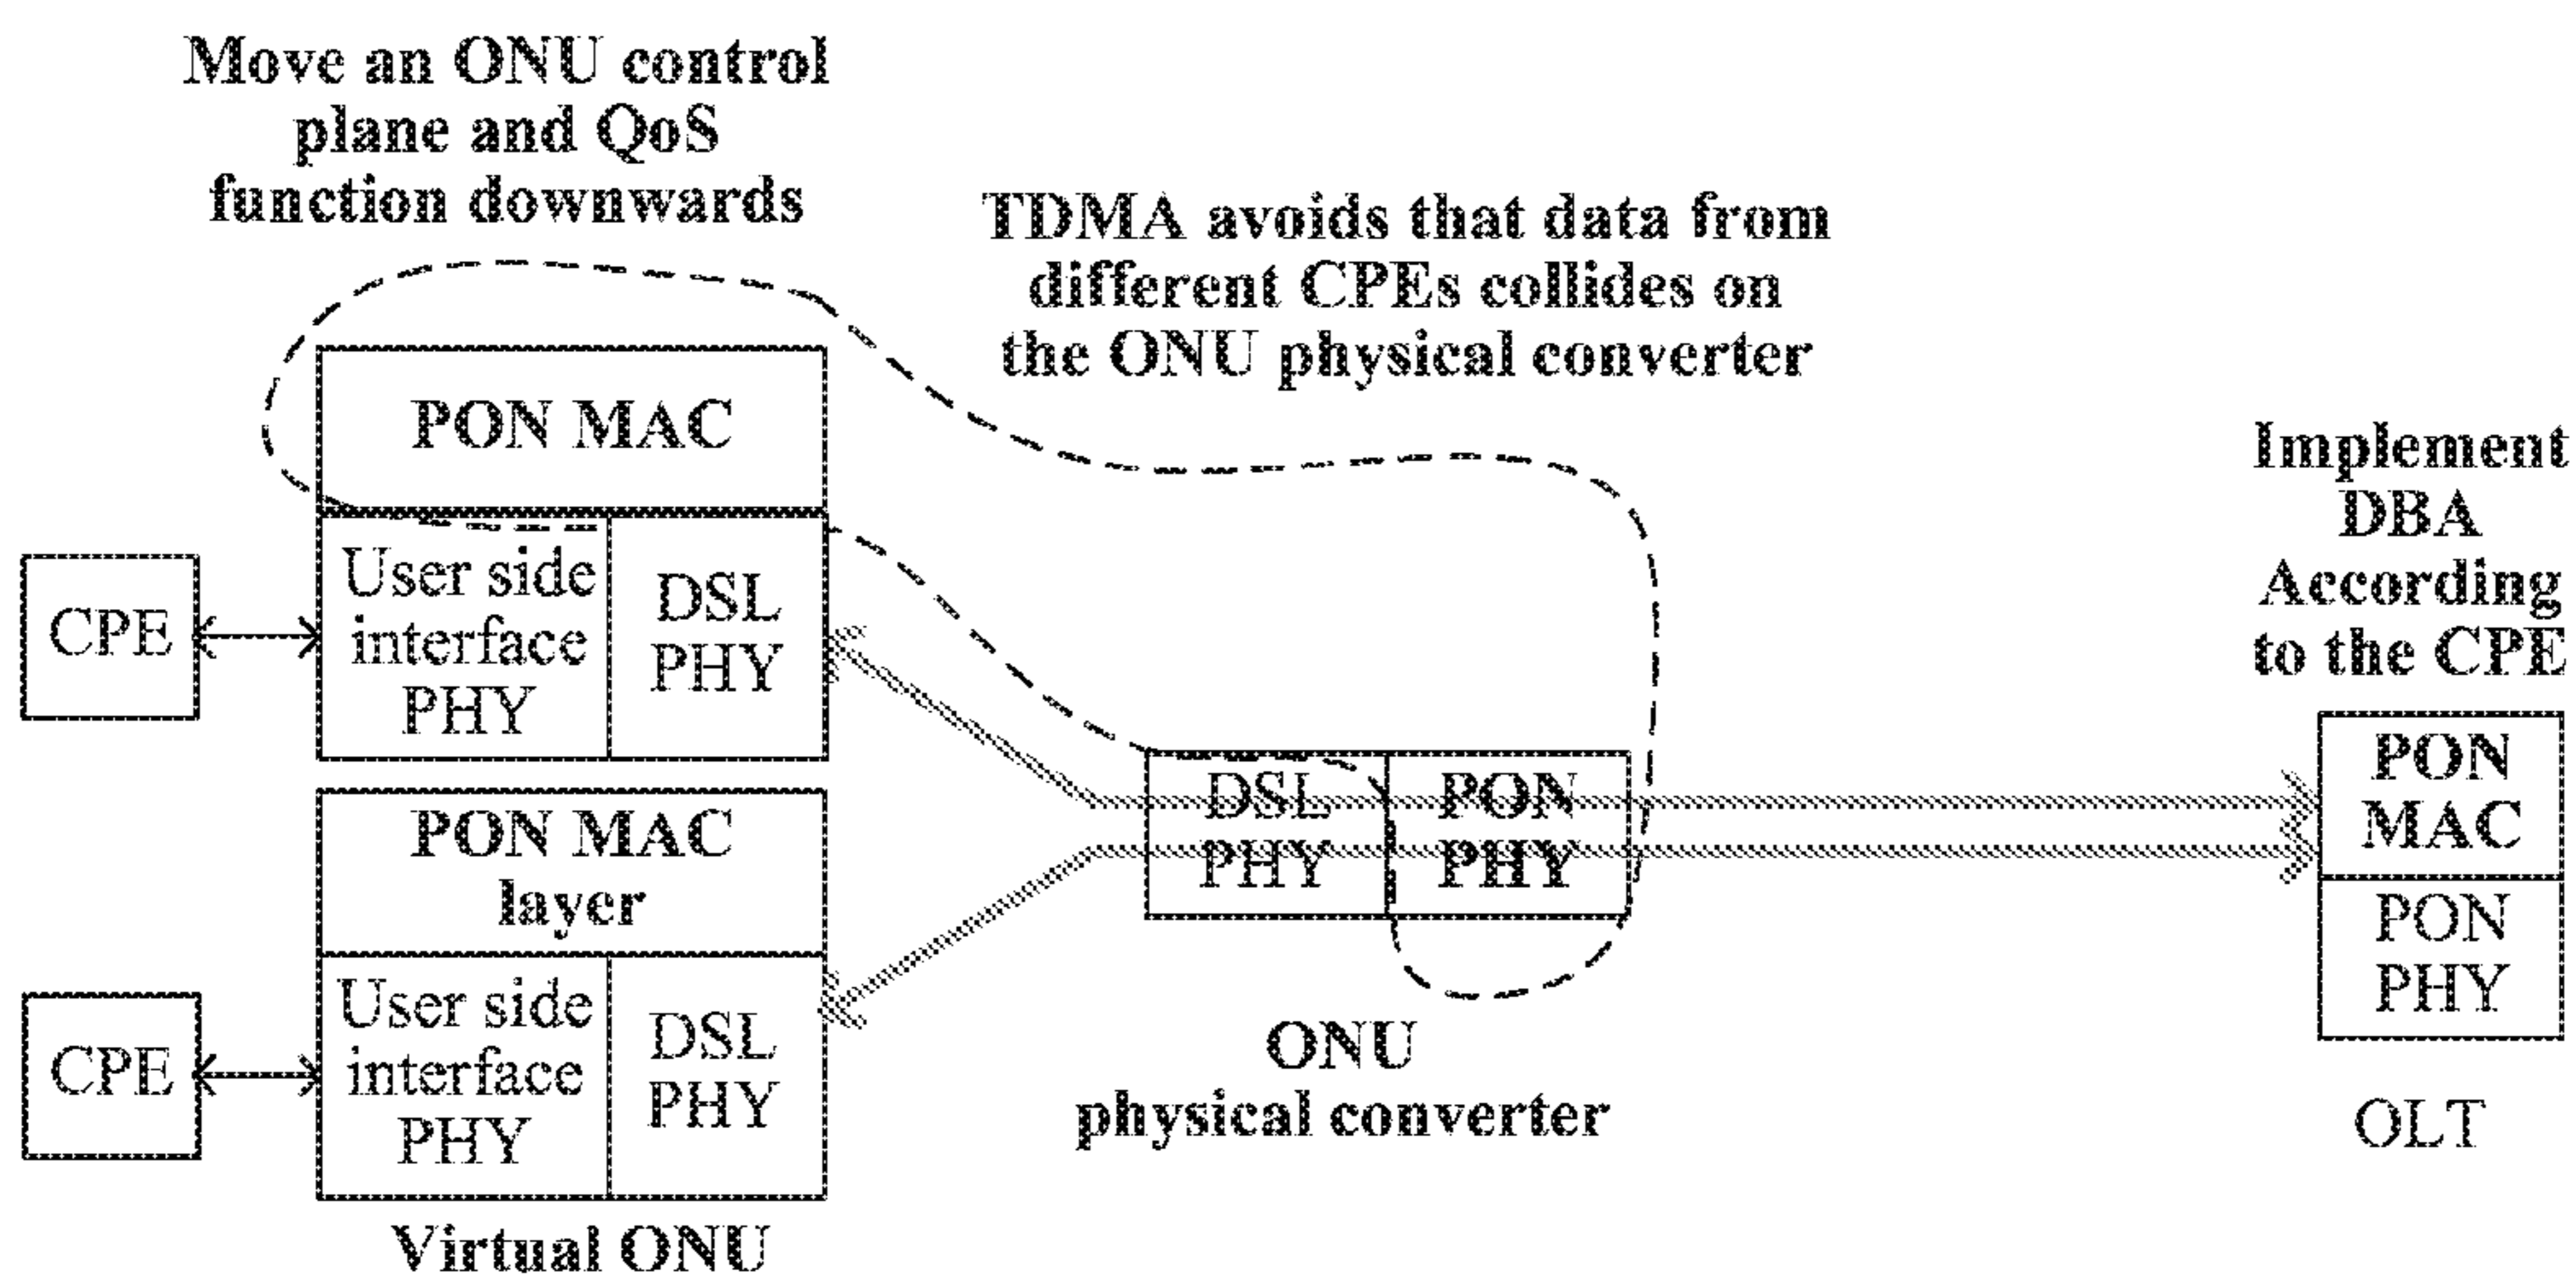 Move an ONU control
plane and QoS
function downwards
TDMA avoids that data from
different CPEs collides on
the ONU physical converter
Implement
DBA
According
to the CPE
PON MAC
User side
interface
PHY
DSL
PHY
CPE
PON MAC
layer
User side
interface
PHY
DSL
PHY
CPE
Virtual ONU
DSL
PHY
PON
PHY
ONU
physical converter
PON
MAC
PON
PHY
OLT